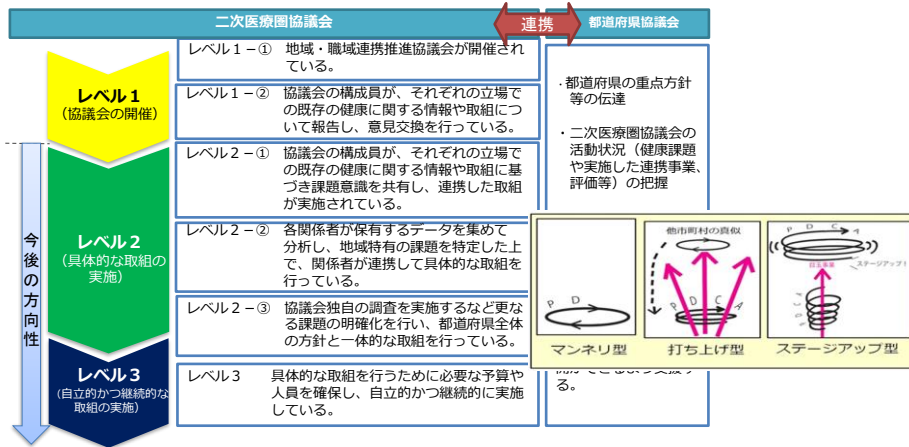 二次医療圏協議会
連携
都道府県協議会
レベル1
(協議会の開催)
レベル1-① 地域・職域連携推進協議会が開催され
ている。
レベル1-② 協議会の構成員が、それぞれの立場で
の既存の健康に関する情報や取組につ
いて報告し、意見交換を行っている。
今後の方向性
レベル2
(具体的な取組の
実施)
レベル2-① 協議会の構成員が、それぞれの立場で
の既存の健康に関する情報や取組に基
づき課題意識を共有し、連携した取組
が実施されている。
レベル2-② 各関係者が保有するデータを集めて
分析し、地域特有の課題を特定した上
で、関係者が連携して具体的な取組を
行っている。
レベル2-③ 協議会独自の調査を実施するなど更な
る課題の明確化を行い、都道府県全体
の方針と一体的な取組を行っている。
レベル3
(自立的かつ継続的な
取組の実施)
レベル3 具体的な取組を行うために必要な予算や
人員を確保し、自立的かつ継続的に実施
している。
・都道府県の重点方針
等の伝達
・二次医療圏協議会の
活動状況(健康課題
や実施した連携事業、
評価等)の把握
P D
マンネリ型
他市町村の真似
P D C A
打ち上げ型
P D C A
ステージアップ!
P D C A
ステージアップ型
る。